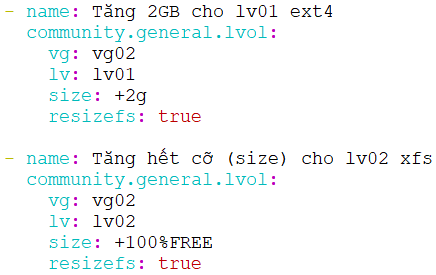 - name: Tăng 2GB cho lv01 ext4
  community.general.lvol:
    vg: vg02
    lv: lv01
    size: +2g
    resizefs: true

- name: Tăng hết cỡ (size) cho lv02 xfs
  community.general.lvol:
    vg: vg02
    lv: lv02
    size: +100%FREE
    resizefs: true